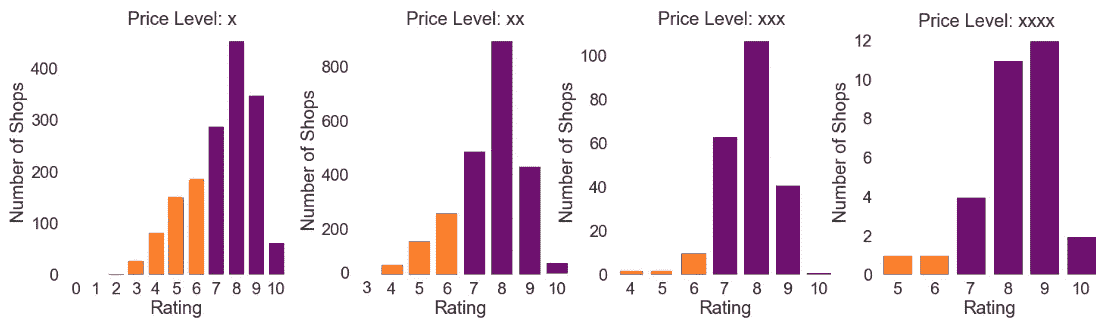 Price Level: x
Number of Shops
400
300
200
100
0
0 1 2 3 4 5 6 7 8 9 10
Rating
Price Level: xx
Number of Shops
800
600
400
200
0
3 4 5 6 7 8 9 10
Rating
Price Level: xxx
Number of Shops
100
80
60
40
20
0
4 5 6 7 8 9 10
Rating
Price Level: xxxx
Number of Shops
12
10
8
6
4
2
0
5 6 7 8 9 10
Rating